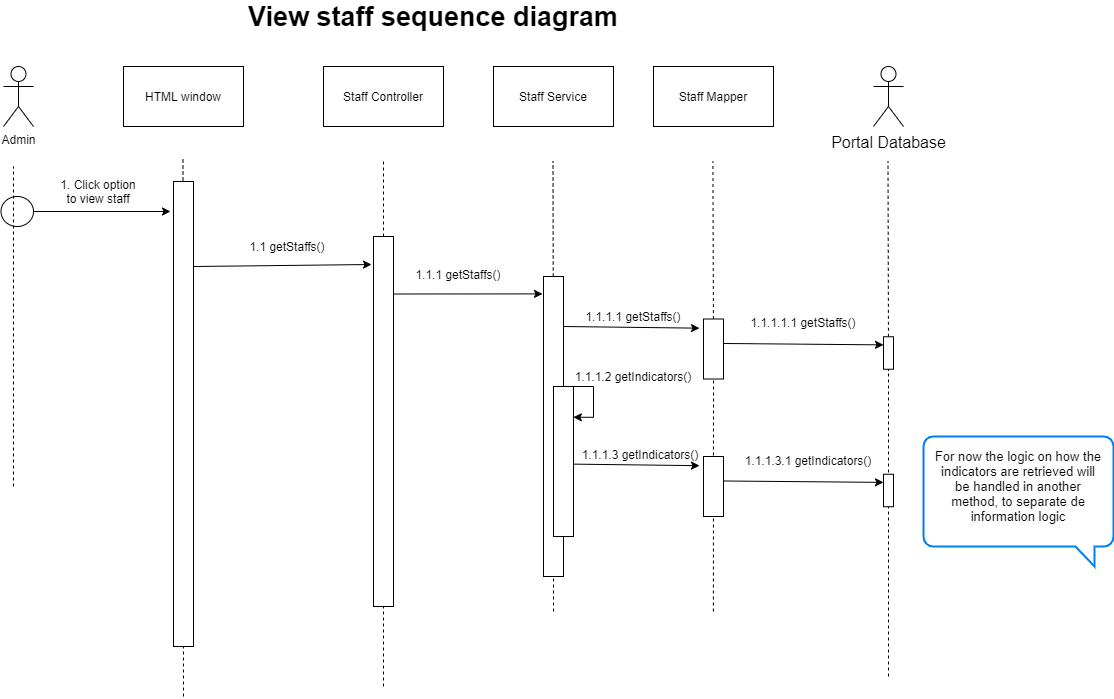 View staff sequence diagram
HTML window
Staff Controller
Staff Service
Staff Mapper
Admin
Portal Database
1. Click option
to view staff
1.1 getStaffs()
1.1.1 getStaffs()
1.1.1.1 getStaffs()
1.1.1.1.1 getStaffs()
1.1.1.2 getIndicators()
1.1.1.3 getIndicators()
1.1.1.3.1 getIndicators()
For now the logic on how the
indicators are retrieved will
be handled in another
method, to separate de
information logic